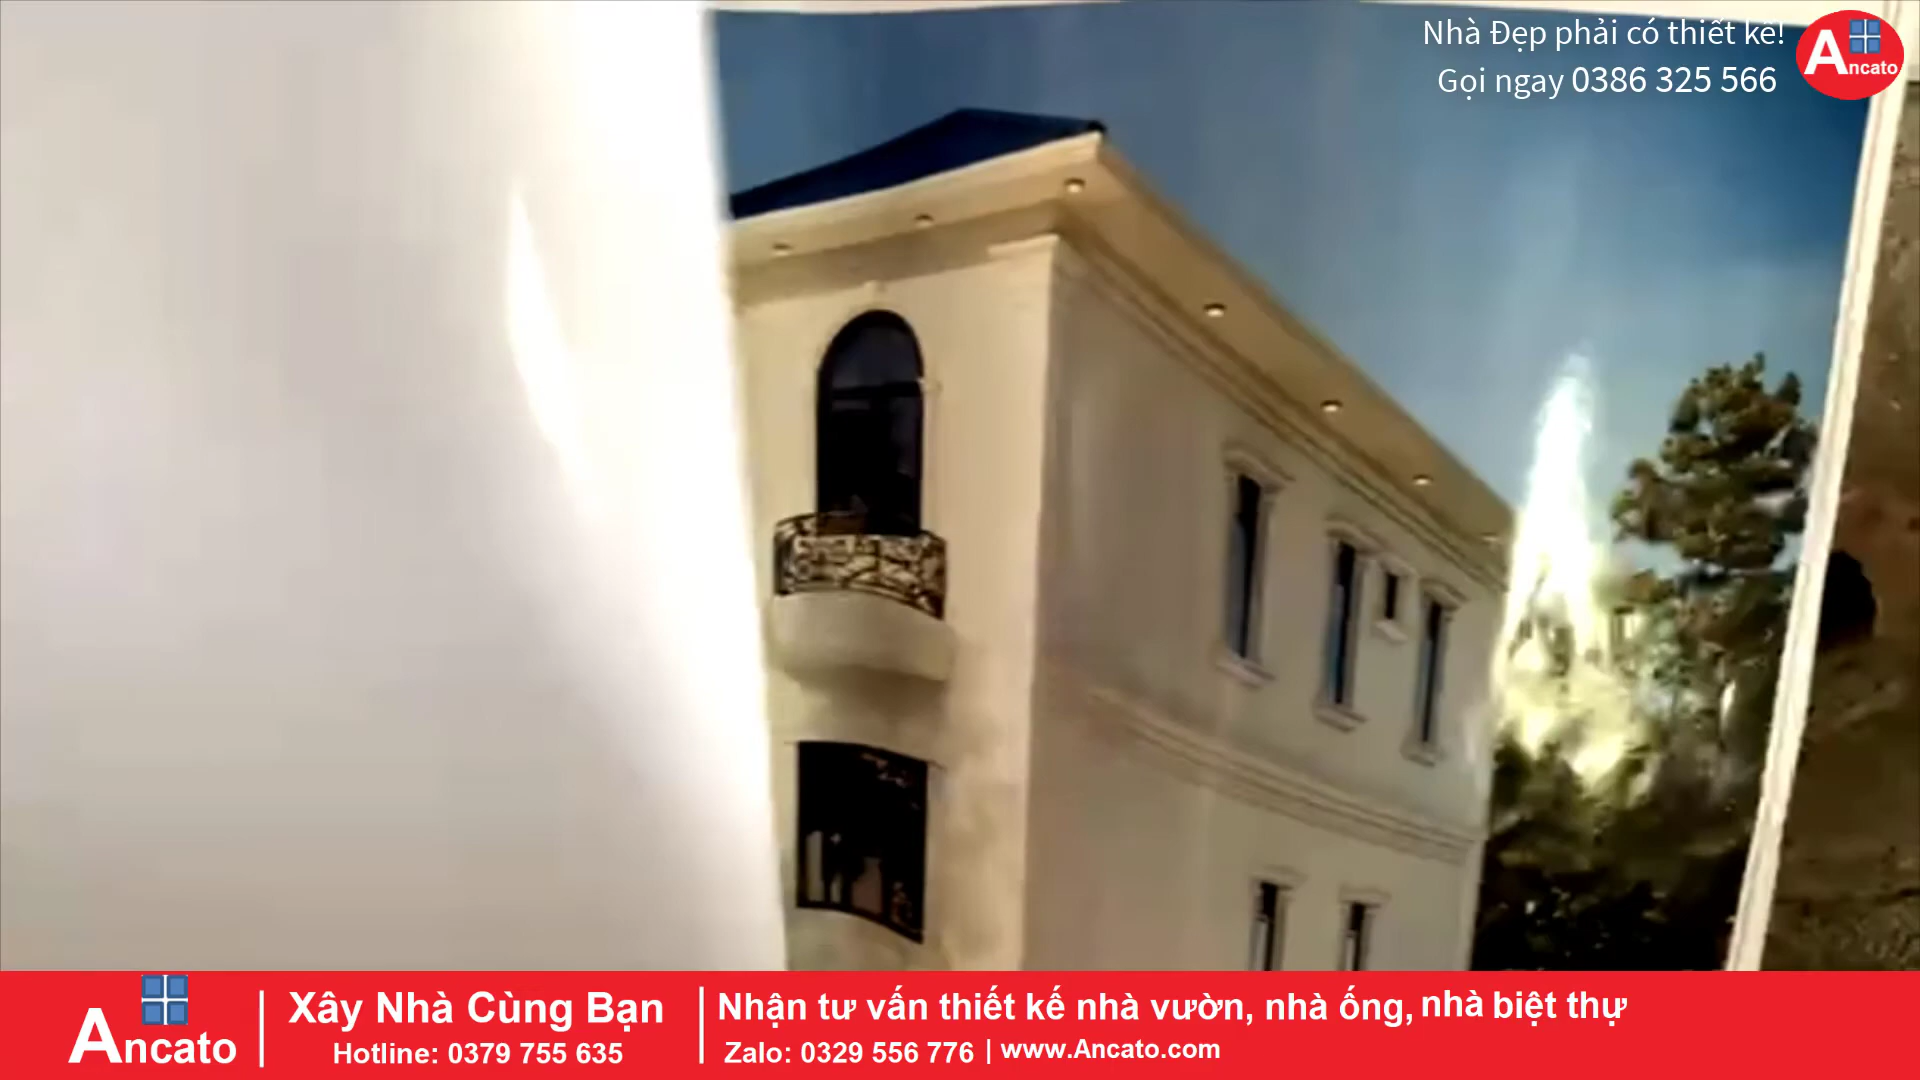 Nhà Đẹp phải có thiết kế!
Gọi ngay 0386 325 566
Ancato
Ancato
Xây Nhà Cùng Bạn
Hotline: 0379 755 635
Nhận tư vấn thiết kế nhà vườn, nhà ống, nhà biệt thự
Zalo: 0329 556 776 | www.Ancato.com